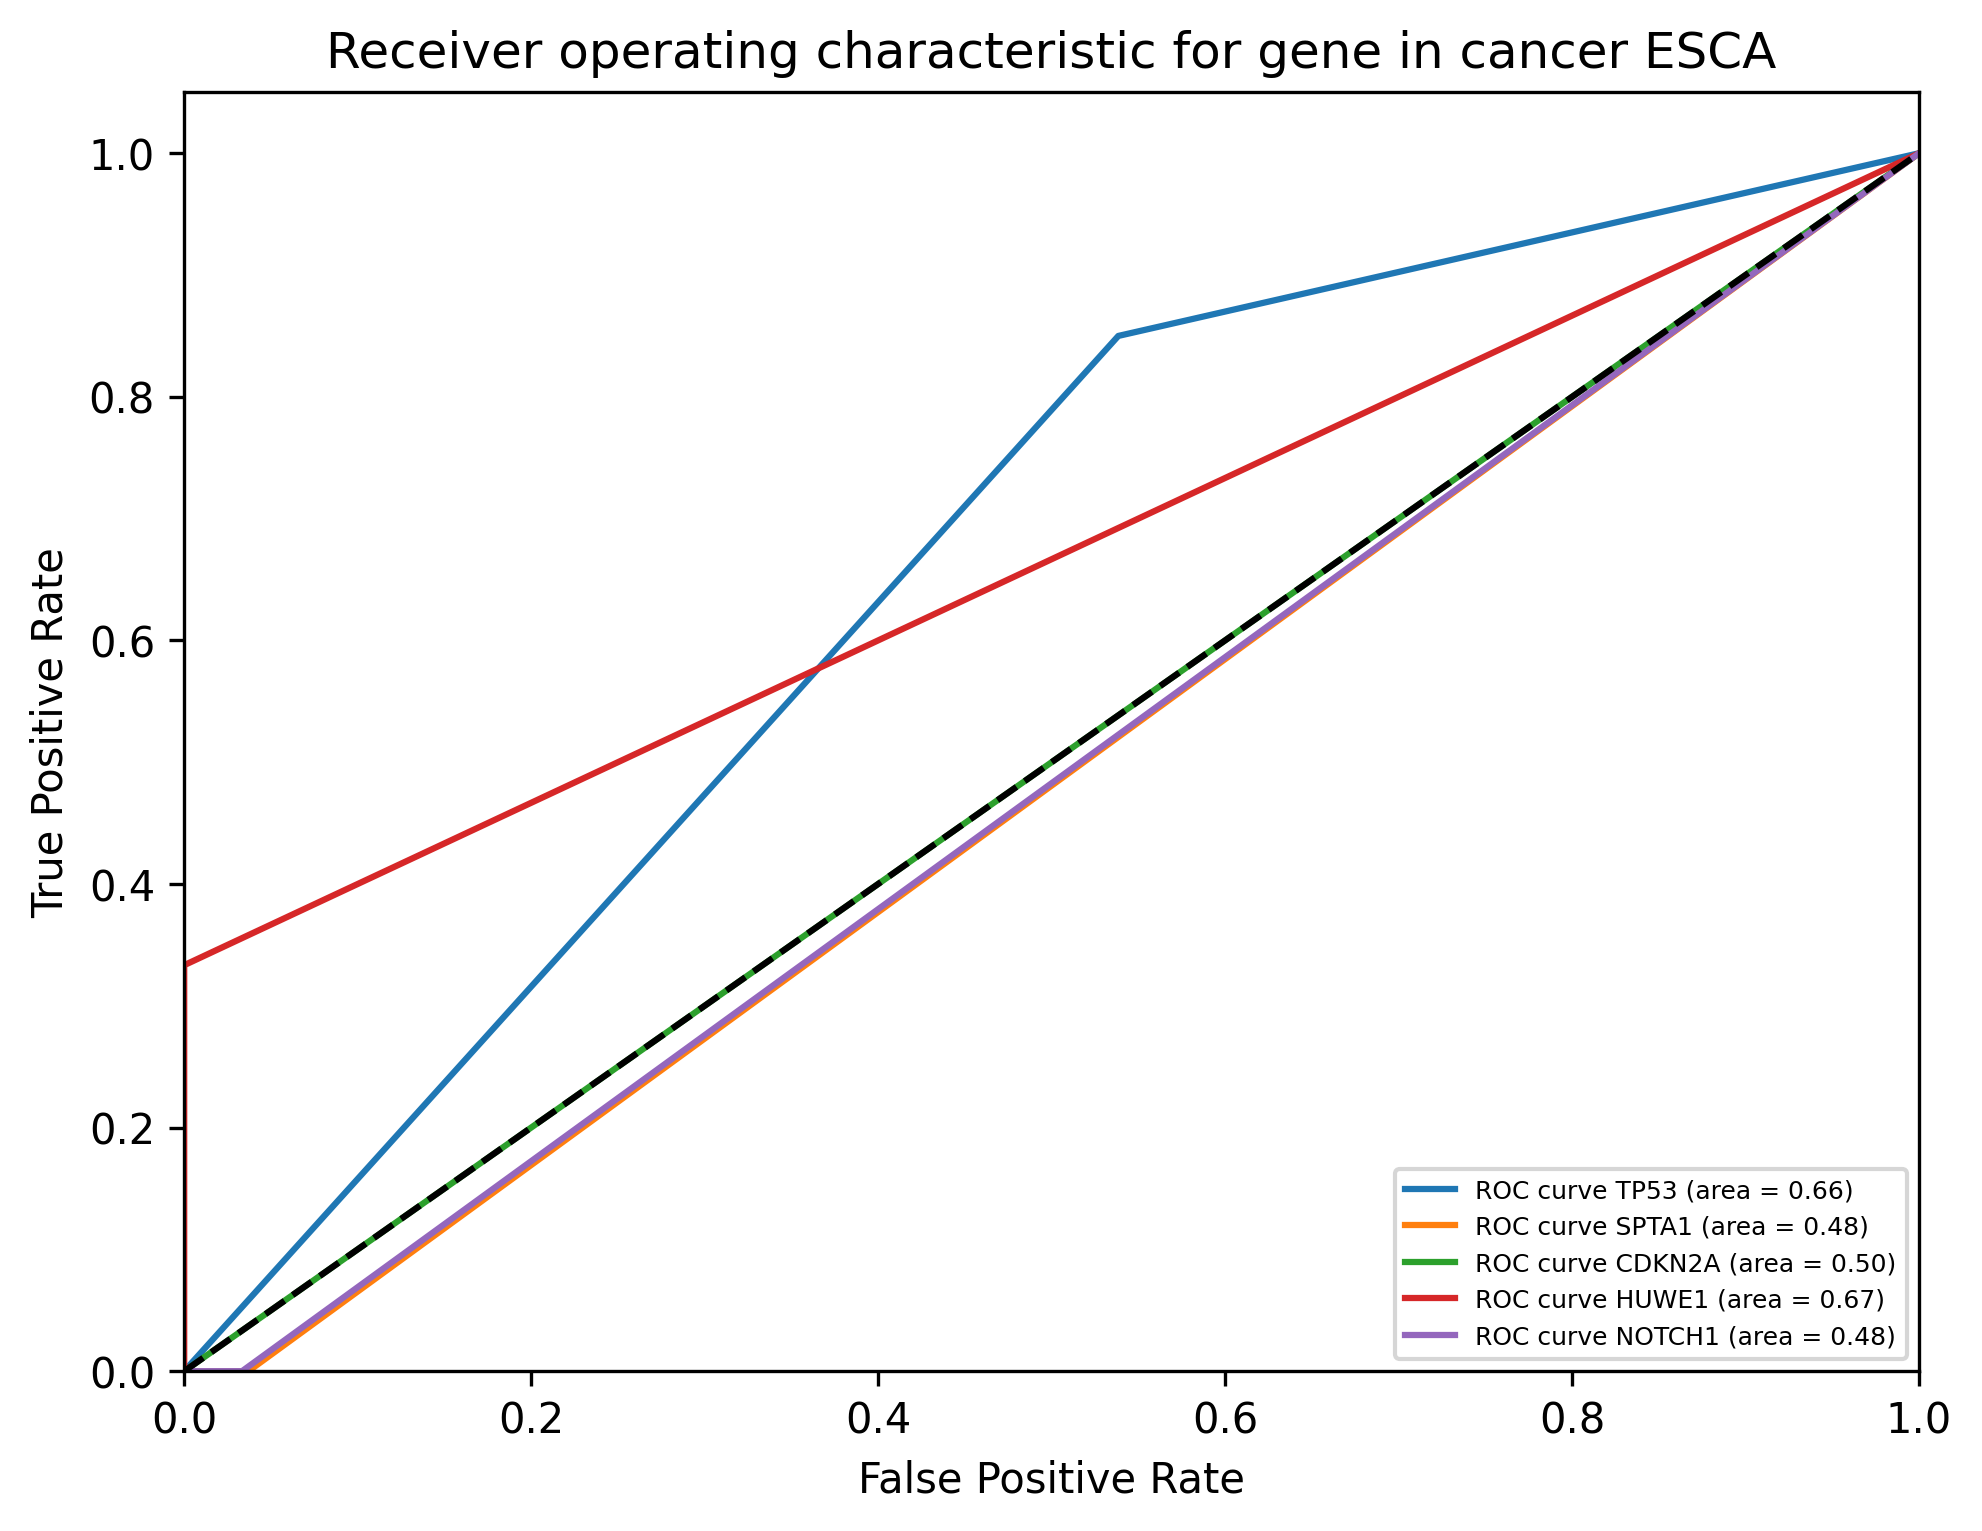 Receiver operating characteristic for gene in cancer ESCA
True Positive Rate
1.0
0.8
0.6
0.4
0.2
0.0
ROC curve TP53 (area = 0.66)
ROC curve SPTA1 (area = 0.48)
ROC curve CDKN2A (area = 0.50)
ROC curve HUWE1 (area = 0.67)
ROC curve NOTCH1 (area = 0.48)
0.0 0.2 0.4 0.6 0.8 1.0
False Positive Rate